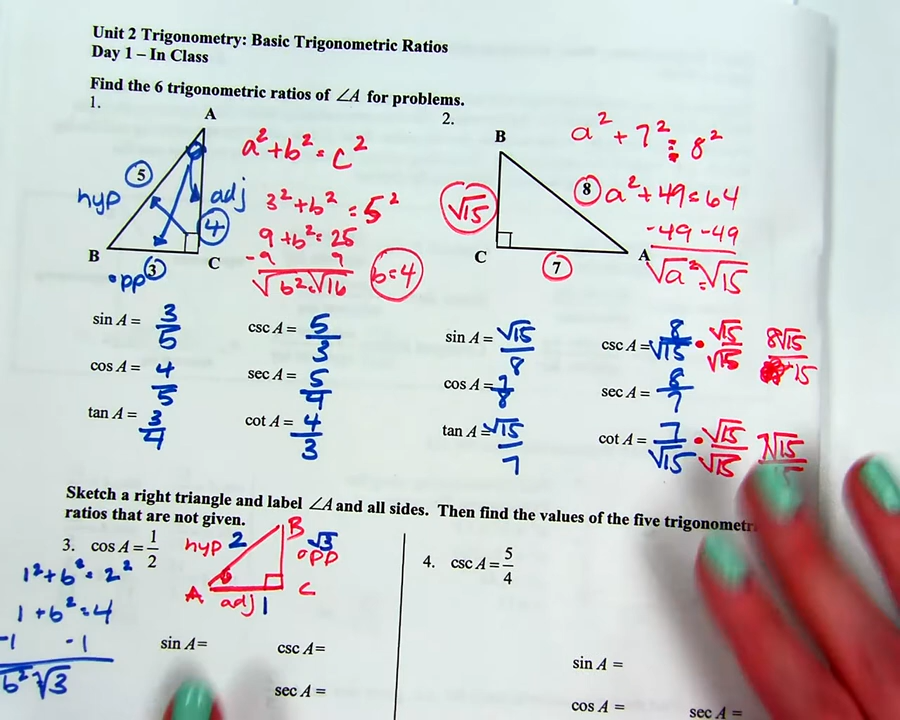 Unit 2 Trigonometry: Basic Trigonometric Ratios
Day 1 – In Class
Find the 6 trigonometric ratios of ∠A for problems.
1.
A
5
hyp
adj
4
B
opp 3
C
a² + b² = c²
3² + b² = 5²
9 + b² = 25
-9 9
√b² = √16
b = 4
sin A = 3/5
csc A = 5/3
cos A = 4/5
sec A = 5/4
tan A = 3/4
cot A = 4/3
2.
B
√15
8
C
7
A
a² + 7² = 8²
a² + 49 = 64
-49 -49
√a² = √15
sin A = √15/8
csc A = 8/√15 • √15/√15 8√15/15
cos A = 7/8
sec A = 8/7
tan A = √15/7
cot A = 7/√15 • √15/√15 7√15
Sketch a right triangle and label ∠A and all sides. Then find the values of the five trigonometr
ratios that are not given.
3. cos A = 1/2
hyp 2
B
√3
opp
A
adj 1
C
1² + b² = 2²
1 + b² = 4
-1 -1
b² √3
sin A=
csc A=
sec A =
4. csc A = 5/4
sin A =
cos A =
sec A =